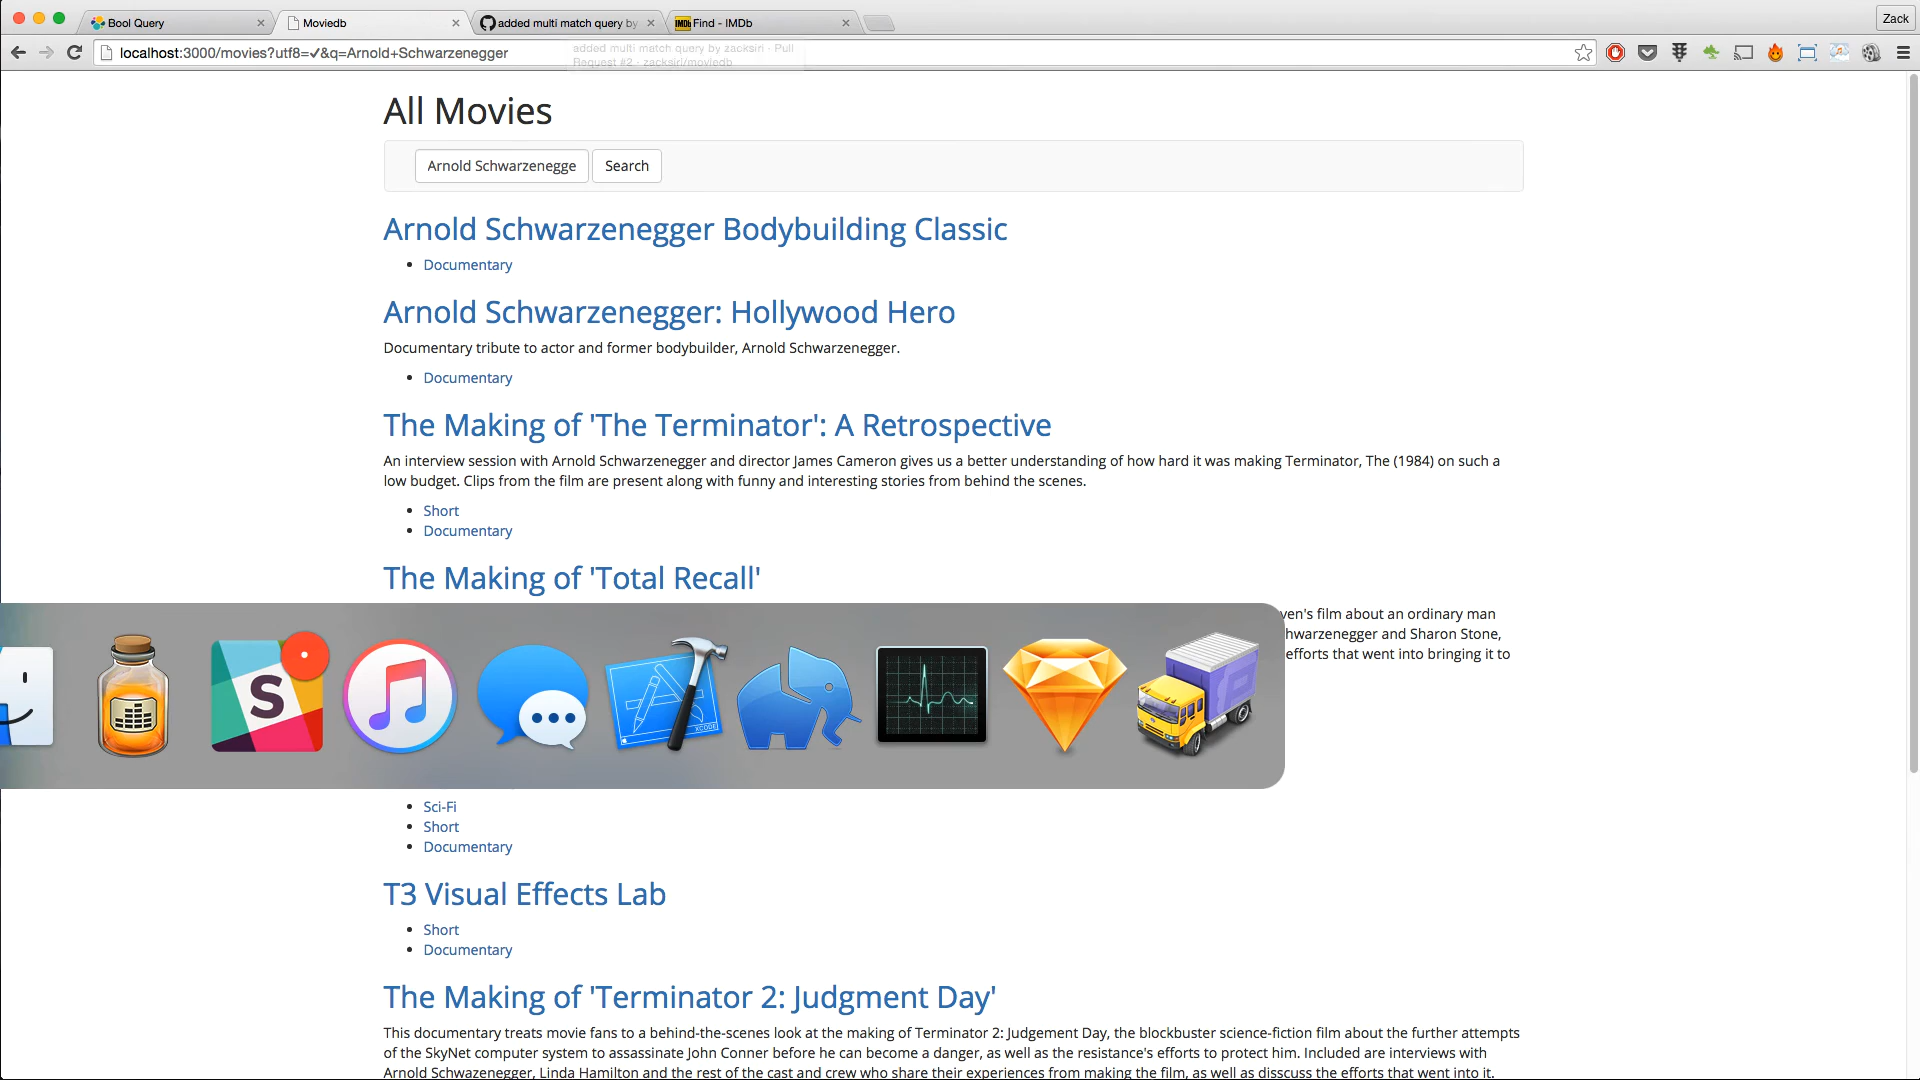 Bool Query
Moviedb
added multi match query by
Find - IMDb
Zack
localhost:3000/movies?utf8=✓&q=Arnold+Schwarzenegger
added multi match query by zacksiri · Pull
Request #2 · zacksiri/moviedb
All Movies
Arnold Schwarzenegge
Search
Arnold Schwarzenegger Bodybuilding Classic
• Documentary
Arnold Schwarzenegger: Hollywood Hero
Documentary tribute to actor and former bodybuilder, Arnold Schwarzenegger.
• Documentary
The Making of 'The Terminator': A Retrospective
An interview session with Arnold Schwarzenegger and director James Cameron gives us a better understanding of how hard it was making Terminator, The (1984) on such a
low budget. Clips from the film are present along with funny and interesting stories from behind the scenes.
• Short
• Documentary
The Making of 'Total Recall'
ven's film about an ordinary man
hwarzenegger and Sharon Stone,
efforts that went into bringing it to
S
XCODE
• Sci-Fi
• Short
• Documentary
T3 Visual Effects Lab
• Short
• Documentary
The Making of 'Terminator 2: Judgment Day'
This documentary treats movie fans to a behind-the-scenes look at the making of Terminator 2: Judgement Day, the blockbuster science-fiction film about the further attempts
of the SkyNet computer system to assassinate John Conner before he can become a danger, as well as the resistance's efforts to protect him. Included are interviews with
Arnold Schwazenegger, Linda Hamilton and the rest of the cast and crew who share their experiences from making the film, as well as disscuss the efforts that went into it.